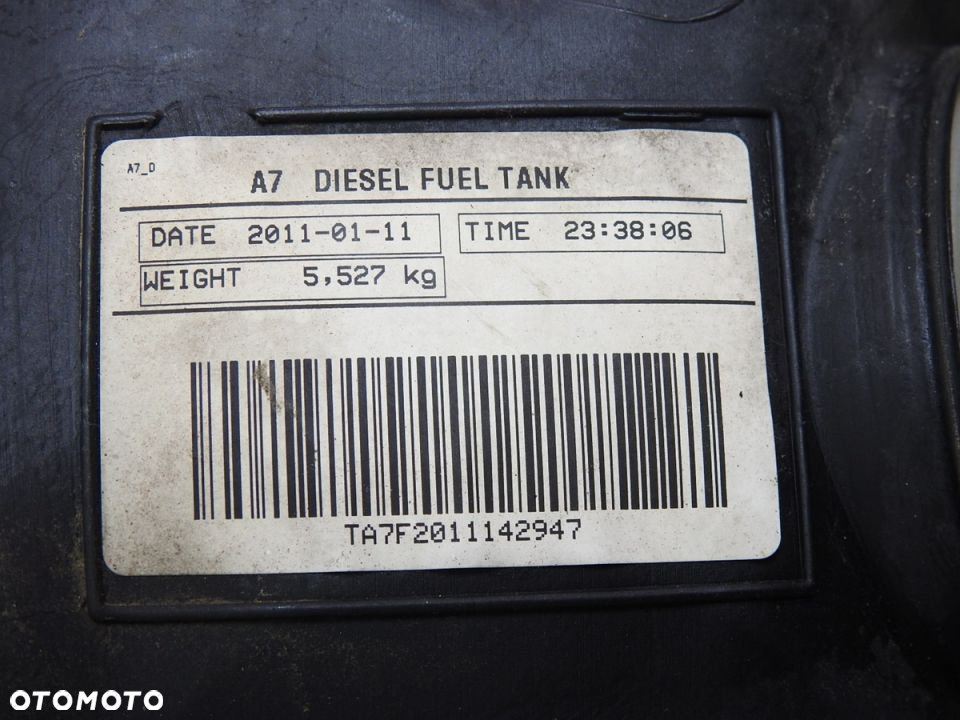 A7_D
A7 DIESEL FUEL TANK
DATE 2011-01-11 TIME 23:38:06
WEIGHT 5,527 kg
TA7F2011142947
OTOMOTO